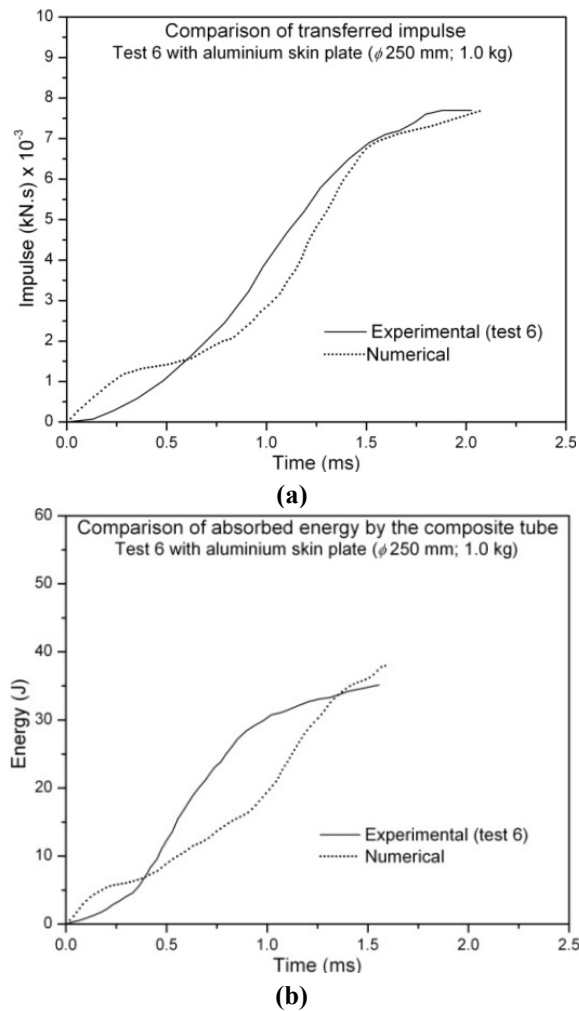 Comparison of transferred impulse
Test 6 with aluminium skin plate (ϕ 250 mm; 1.0 kg)
10
9
8
7
6
5
4
3
2
1
0
Impulse (kN.s) x 10⁻³
Experimental (test 6)
Numerical
0.0 0.5 1.0 1.5 2.0 2.5
Time (ms)
(a)
Comparison of absorbed energy by the composite tube
Test 6 with aluminium skin plate (ϕ 250 mm; 1.0 kg)
60
50
40
30
20
10
0
Energy (J)
Experimental (test 6)
Numerical
0.0 0.5 1.0 1.5 2.0 2.5
Time (ms)
(b)